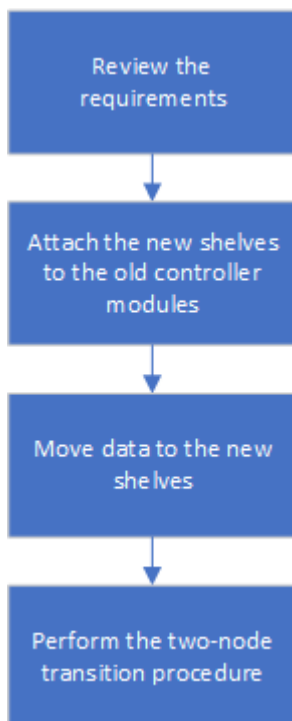 Review the
requirements
Attach the new shelves
to the old controller
modules
Move data to the new
shelves
Perform the two-node
transition procedure